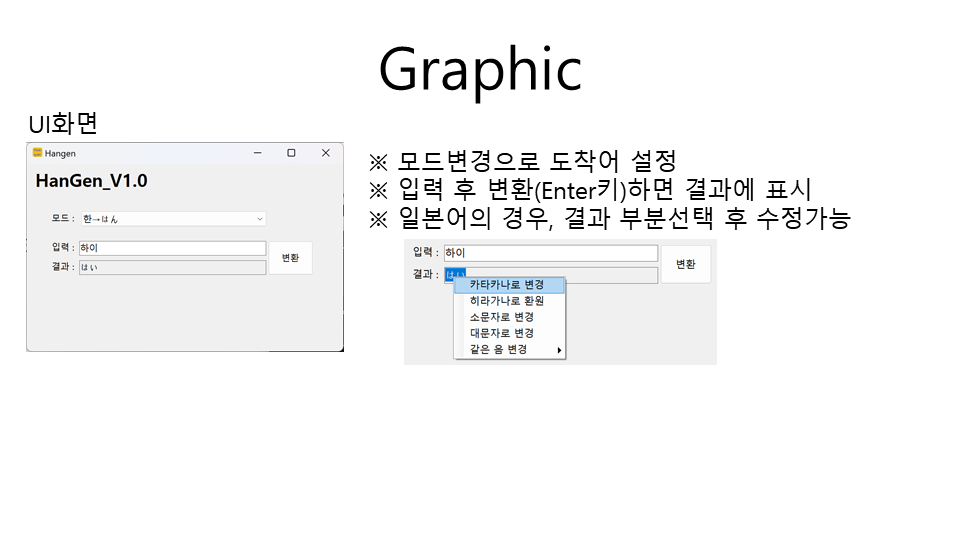 Graphic
UI화면
Hangen
HanGen_V1.0
모드 : 한→はん
입력 : 하이
결과 : はい
변환
※ 모드변경으로 도착어 설정
※ 입력 후 변환(Enter키)하면 결과에 표시
※ 일본어의 경우, 결과 부분선택 후 수정가능
입력 : 하이
결과 : はい
변환
카타카나로 변경
히라가나로 환원
소문자로 변경
대문자로 변경
같은 음 변경